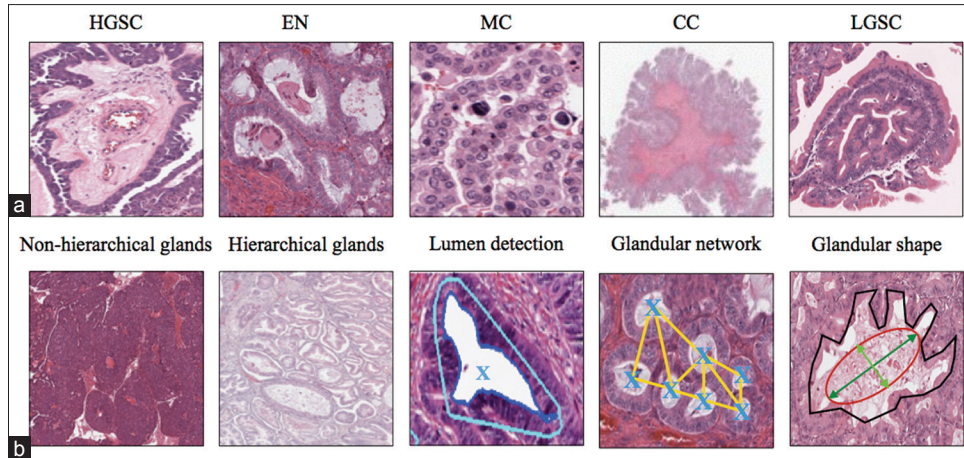 HGSC EN MC CC LGSC
a
Non-hierarchical glands Hierarchical glands Lumen detection Glandular network Glandular shape
X X X X X X X X
b